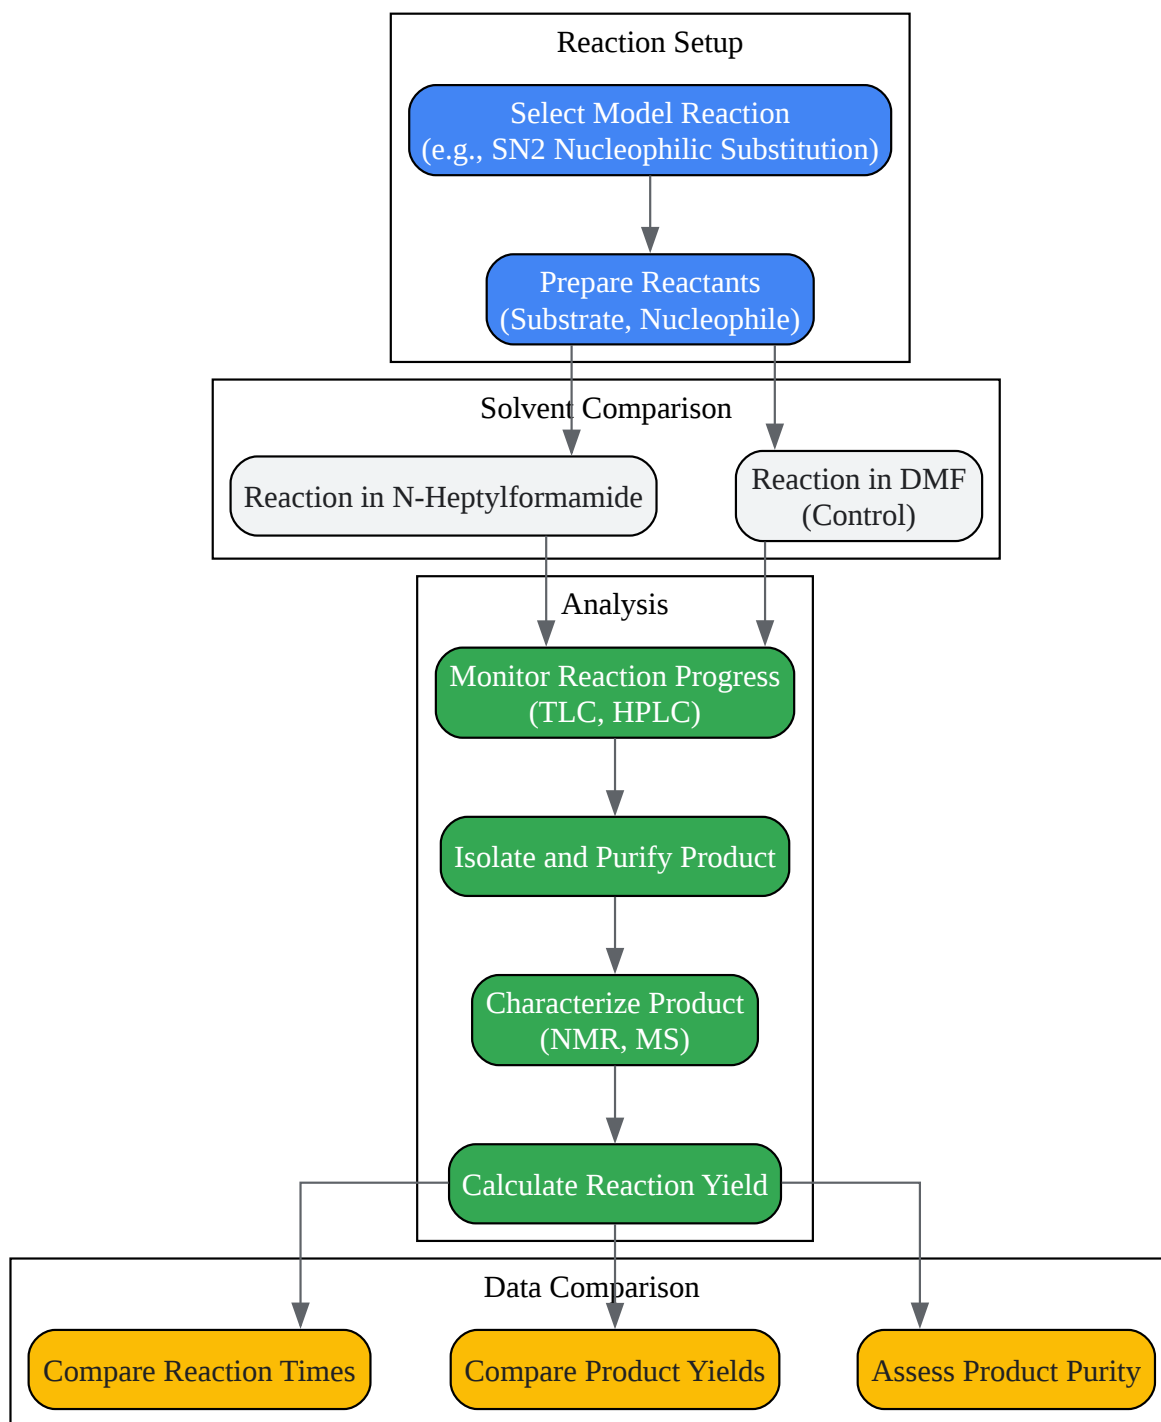 Reaction Setup
Select Model Reaction
(e.g., SN2 Nucleophilic Substitution)
Prepare Reactants
(Substrate, Nucleophile)
Solvent Comparison
Reaction in N-Heptylformamide
Reaction in DMF
(Control)
Analysis
Monitor Reaction Progress
(TLC, HPLC)
Isolate and Purify Product
Characterize Product
(NMR, MS)
Calculate Reaction Yield
Data Comparison
Compare Reaction Times
Compare Product Yields
Assess Product Purity